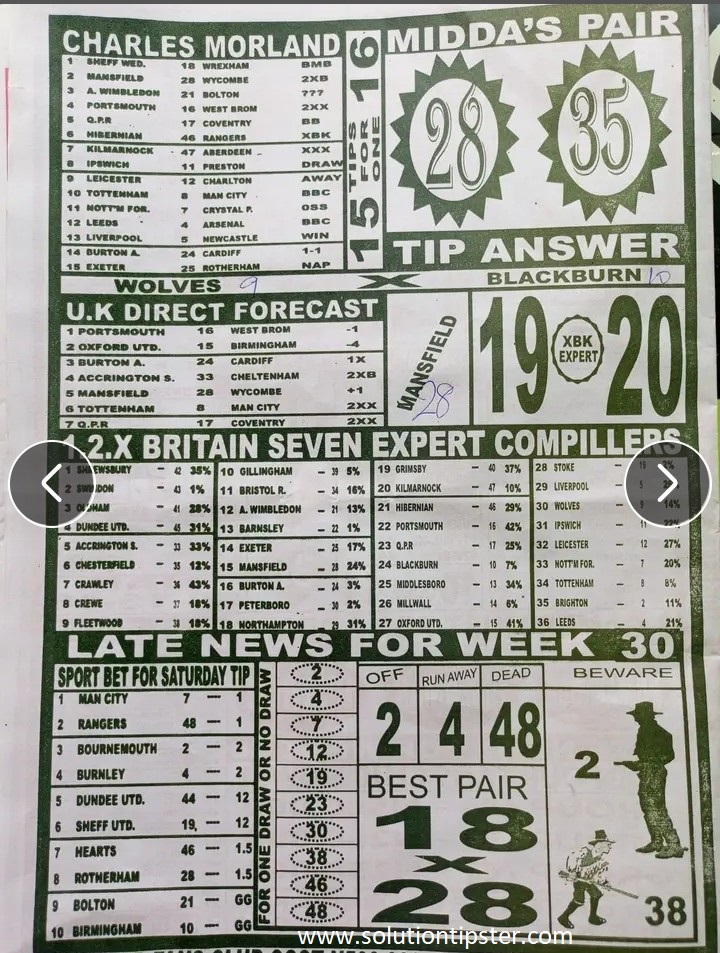 CHARLES MORLAND
1 SHEFF WED. 18 WREXHAM BMB
2 MANSFIELD 28 WYCOMBE 2XB
3 A. WIMBLEDON 21 BOLTON ???
4 PORTSMOUTH 16 WEST BROM 2XX
5 Q.P.R 17 COVENTRY BB
6 HIBERNIAN 46 RANGERS XBK
7 KILMARNOCK 47 ABERDEEN XXX
8 IPSWICH 11 PRESTON DRAW
9 LEICESTER 12 CHARLTON AWAY
10 TOTTENHAM 8 MAN CITY BBC
11 NOTT'M FOR. 7 CRYSTAL P. OSS
12 LEEDS 4 ARSENAL BBC
13 LIVERPOOL 5 NEWCASTLE WIN
14 BURTON A. 24 CARDIFF 1-1
15 EXETER 25 ROTHERHAM NAP
15 TIPS FOR ONE 16
MIDDA'S PAIR
28 35
TIP ANSWER
WOLVES 9 X BLACKBURN 10
U.K DIRECT FORECAST
1 PORTSMOUTH 16 WEST BROM -1
2 OXFORD UTD. 15 BIRMINGHAM -4
3 BURTON A. 24 CARDIFF 1X
4 ACCRINGTON S. 33 CHELTENHAM 2XB
5 MANSFIELD 28 WYCOMBE +1
6 TOTTENHAM 8 MAN CITY 2XX
7 Q.P.R 17 COVENTRY 2XX
MANSFIELD
28
19 XBK EXPERT 20
1.2.X BRITAIN SEVEN EXPERT COMPILLERS
1 SHREWSBURY - 42 35%
2 SWINDON - 43 1%
3 OLDHAM - 41 28%
4 DUNDEE UTD. - 45 31%
5 ACCRINGTON S. - 33 33%
6 CHESTERFIELD - 35 12%
7 CRAWLEY - 36 43%
8 CREWE - 37 18%
9 FLEETWOOD - 38 18%
10 GILLINGHAM - 39 5%
11 BRISTOL R. - 34 16%
12 A. WIMBLEDON - 21 13%
13 BARNSLEY - 22 1%
14 EXETER - 25 17%
15 MANSFIELD - 28 24%
16 BURTON A. - 24 3%
17 PETERBORO - 30 2%
18 NORTHAMPTON - 29 31%
19 GRIMSBY - 40 37%
20 KILMARNOCK - 47 10%
21 HIBERNIAN - 46 29%
22 PORTSMOUTH - 16 42%
23 Q.P.R - 17 25%
24 BLACKBURN - 10 7%
25 MIDDLESBORO - 13 34%
26 MILLWALL - 14 6%
27 OXFORD UTD. - 15 41%
28 STOKE - 19
29 LIVERPOOL - 5
30 WOLVES - 14%
31 IPSWICH - 11
32 LEICESTER - 12 27%
33 NOTT'M FOR. - 7 20%
34 TOTTENHAM - 8 8%
35 BRIGHTON - 2 11%
36 LEEDS - 4 21%
LATE NEWS FOR WEEK 30
SPORT BET FOR SATURDAY TIP
1 MAN CITY 7 — 1
2 RANGERS 48 — 1
3 BOURNEMOUTH 2 — 2
4 BURNLEY 4 — 2
5 DUNDEE UTD. 44 — 12
6 SHEFF UTD. 19, — 12
7 HEARTS 46 — 1.5
8 ROTHERHAM 28 — 1.5
9 BOLTON 21 — GG
10 BIRMINGHAM 10 — GG
FOR ONE DRAW OR NO DRAW
2
4
7
12
19
23
30
38
46
48
OFF RUN AWAY DEAD
2 4 48
BEST PAIR
18
X
28
BEWARE
2
38
www.solutiontipster.com